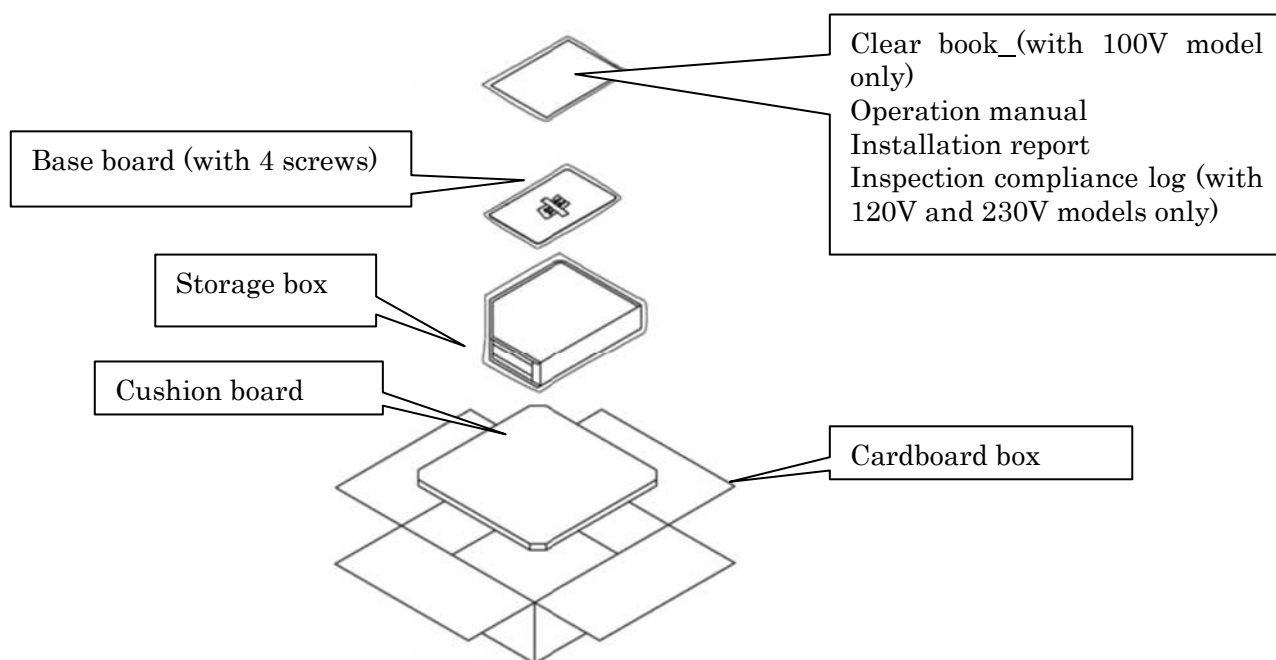 Clear book_(with 100V model
only)
Operation manual
Installation report
Inspection compliance log (with
120V and 230V models only)
Base board (with 4 screws)
Storage box
Cushion board
Cardboard box